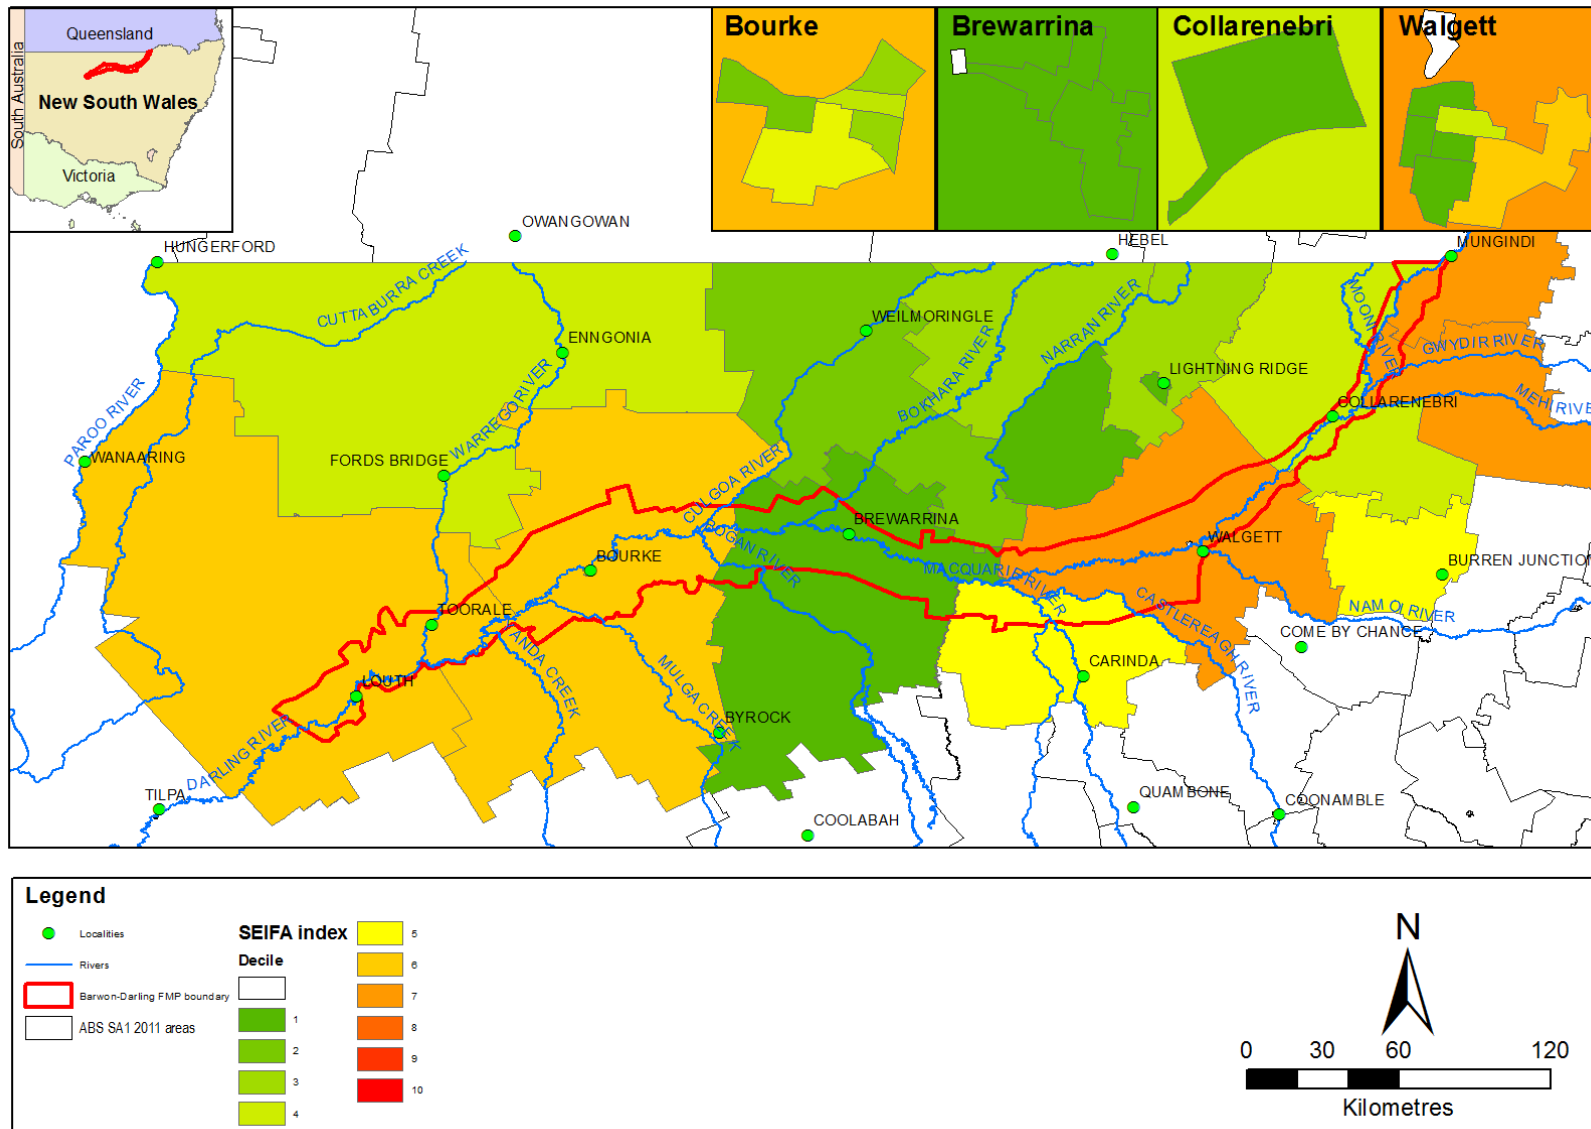 Queensland
South Australia
New South Wales
Victoria
Bourke
Brewarrina
Collarenebri
Walgett
OWANGOWAN
HUNGERFORD
HEBEL
MUNGINDI
CUTTABURRA CREEK
MOONI RIVER
WEILMORINGLE
ENNGONIA
NARRAN RIVER
GWYDIR RIVER
BOKHARA RIVER
LIGHTNING RIDGE
PAROO RIVER
WARREGO RIVER
MEHI RIVE
COLLARENEBRI
WANAARING
FORDS BRIDGE
CULGOA RIVER
BREWARRINA
BOGAN RIVER
WALGETT
BOURKE
MACQUARIE RIVER
BURREN JUNCTION
CASTLEREAGH RIVER
NAMOI RIVER
TOORALE
YANDA CREEK
COME BY CHANCE
MULGA CREEK
CARINDA
LOUTH
BYROCK
DARLING RIVER
TILPA
QUAMBONE
COONAMBLE
COOLABAH
Legend
Localities
Rivers
Barwon-Darling FMP boundary
ABS SA1 2011 areas
SEIFA index
Decile
1
2
3
4
5
6
7
8
9
10
N
0 30 60 120
Kilometres